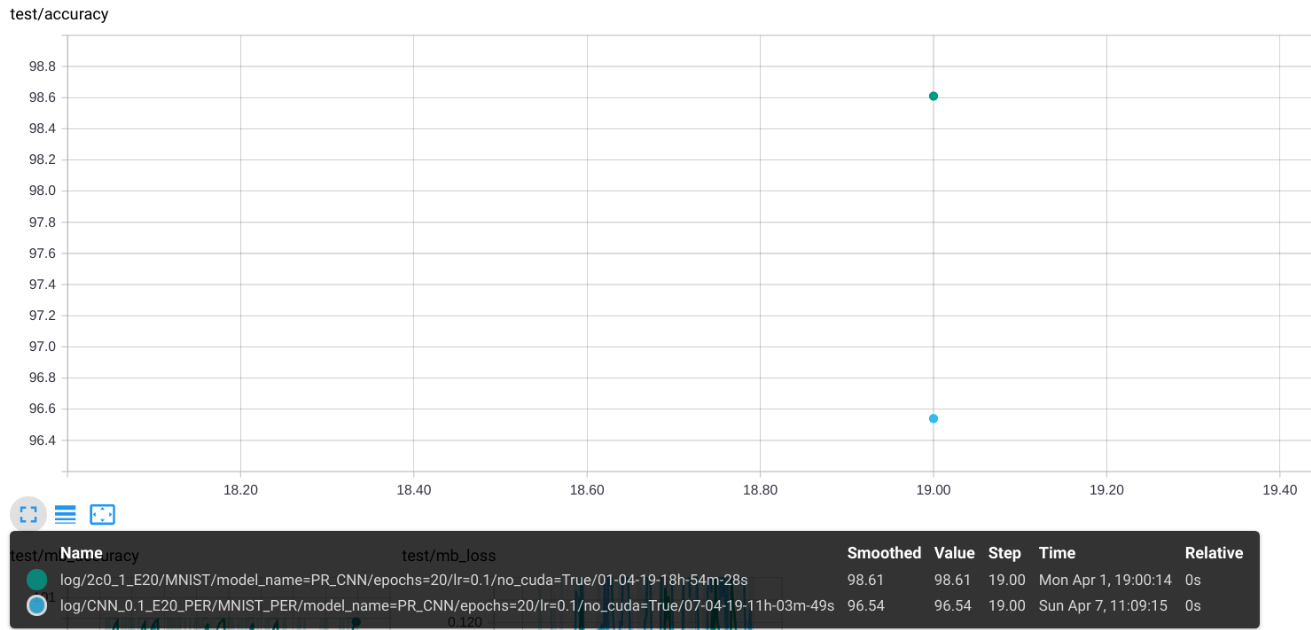 test/accuracy
98.8
98.6
98.4
98.2
98.0
97.8
97.6
97.4
97.2
97.0
96.8
96.6
96.4
18.20 18.40 18.60 18.80 19.00 19.20 19.40
test/mb_accuracy test/mb_loss
Name Smoothed Value Step Time Relative
log/2c0_1_E20/MNIST/model_name=PR_CNN/epochs=20/lr=0.1/no_cuda=True/01-04-19-18h-54m-28s 98.61 98.61 19.00 Mon Apr 1, 19:00:14 0s
log/CNN_0.1_E20_PER/MNIST_PER/model_name=PR_CNN/epochs=20/lr=0.1/no_cuda=True/07-04-19-11h-03m-49s 96.54 96.54 19.00 Sun Apr 7, 11:09:15 0s
0.120